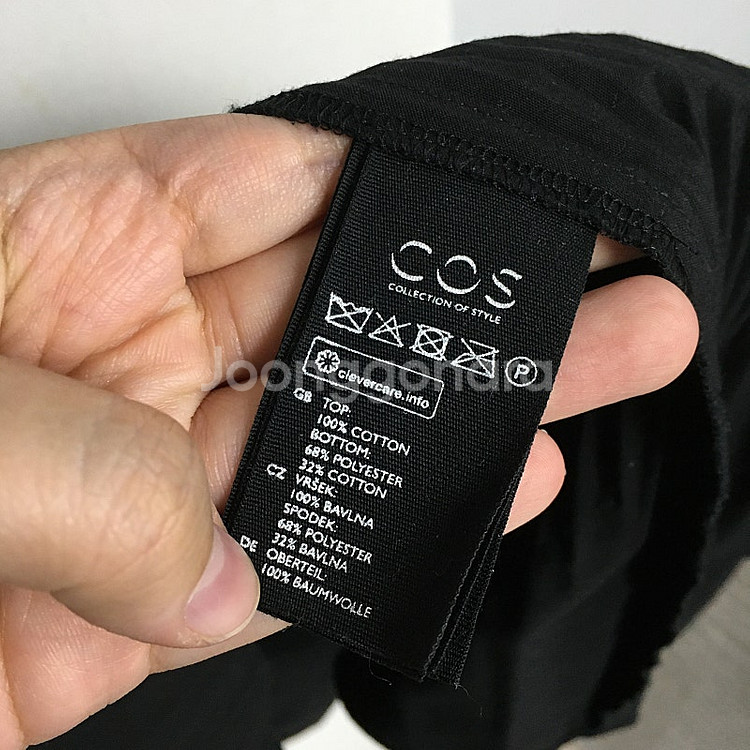 COS
COLLECTION OF STYLE
P
clevercare.info
GB TOP:
100% COTTON
BOTTOM:
68% POLYESTER
32% COTTON
CZ VRŠEK:
100% BAVLNA
SPODEK:
68% POLYESTER
32% BAVLNA
DE OBERTEIL:
100% BAUMWOLLE
Joonggonara